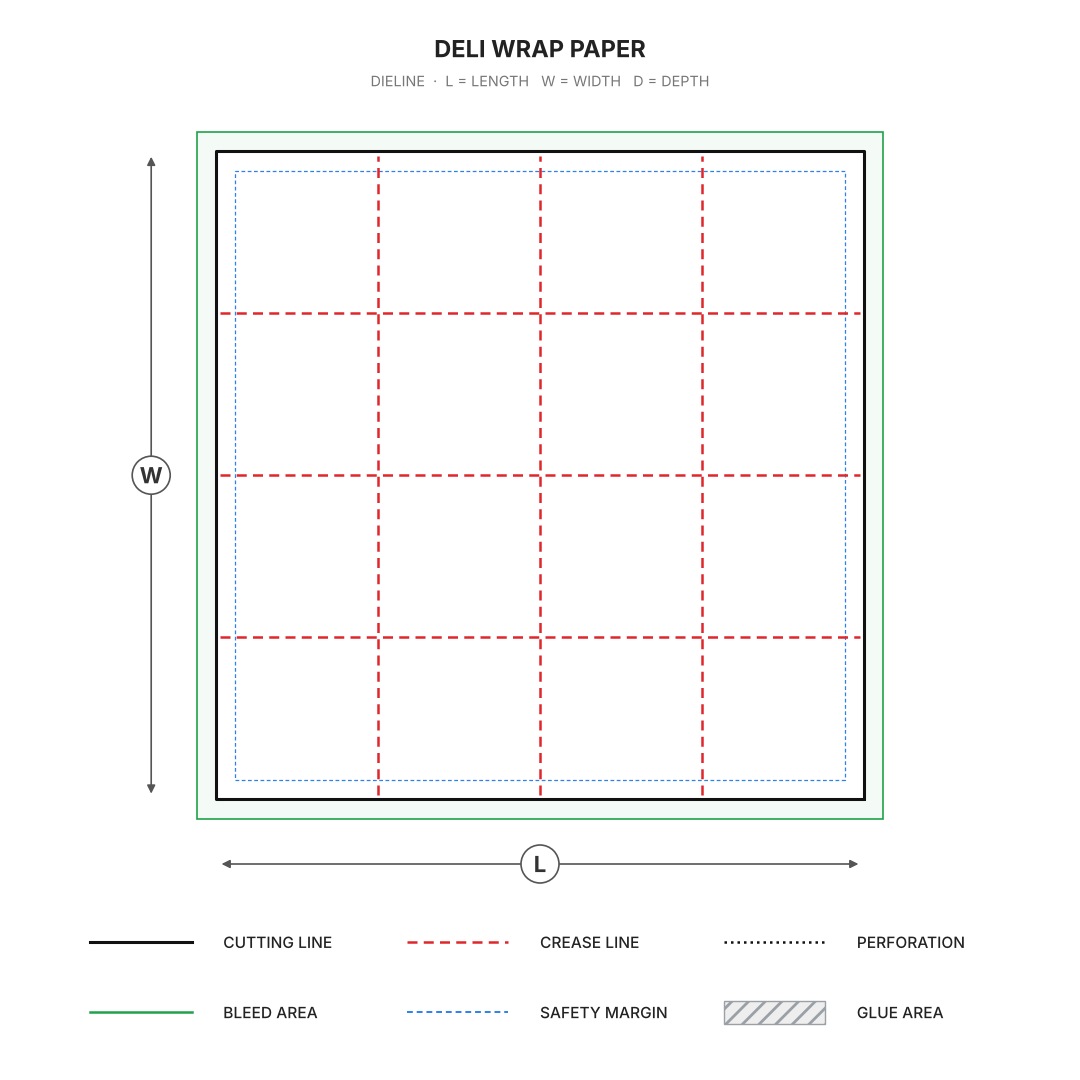 DELI WRAP PAPER
DIELINE · L = LENGTH W = WIDTH D = DEPTH
W
L
CUTTING LINE
CREASE LINE
PERFORATION
BLEED AREA
SAFETY MARGIN
GLUE AREA